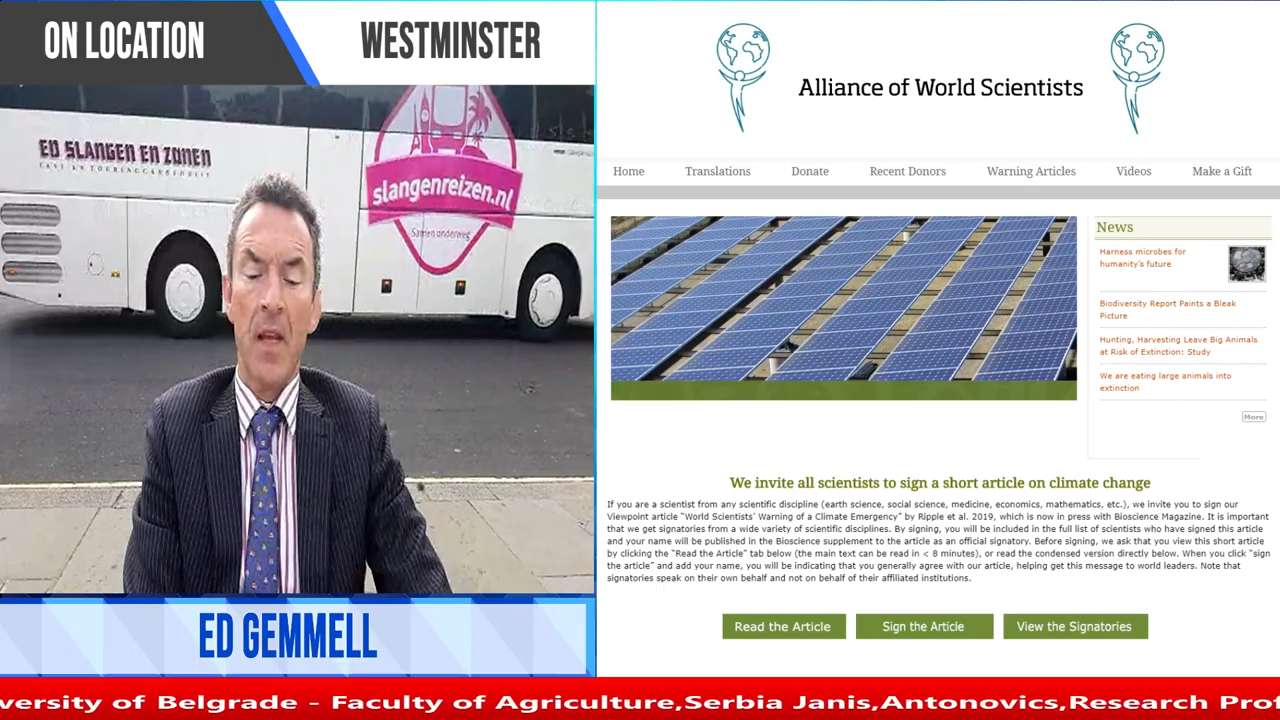 ON LOCATION
WESTMINSTER
ED SLANGEN EN ZONEN
slangenreizen.nl
Samen onderweg
ED GEMMELL
Alliance of World Scientists
Home Translations Donate Recent Donors Warning Articles Videos Make a Gift
News
Harness microbes for
humanity's future
Biodiversity Report Paints a Bleak
Picture
Hunting, Harvesting Leave Big Animals
at Risk of Extinction: Study
We are eating large animals into
extinction
More
We invite all scientists to sign a short article on climate change
If you are a scientist from any scientific discipline (earth science, social science, medicine, economics, mathematics, etc.), we invite you to sign our
Viewpoint article "World Scientists' Warning of a Climate Emergency" by Ripple et al. 2019, which is now in press with Bioscience Magazine. It is important
that we get signatories from a wide variety of scientific disciplines. By signing, you will be included in the full list of scientists who have signed this article
and your name will be published in the Bioscience supplement to the article as an official signatory. Before signing, we ask that you view this short article
by clicking the "Read the Article" tab below (the main text can be read in < 8 minutes), or read the condensed version directly below. When you click "sign
the article" and add your name, you will be indicating that you generally agree with our article, helping get this message to world leaders. Note that
signatories speak on their own behalf and not on behalf of their affiliated institutions.
Read the Article Sign the Article View the Signatories
versity of Belgrade - Faculty of Agriculture,Serbia Janis,Antonovics,Research Prof